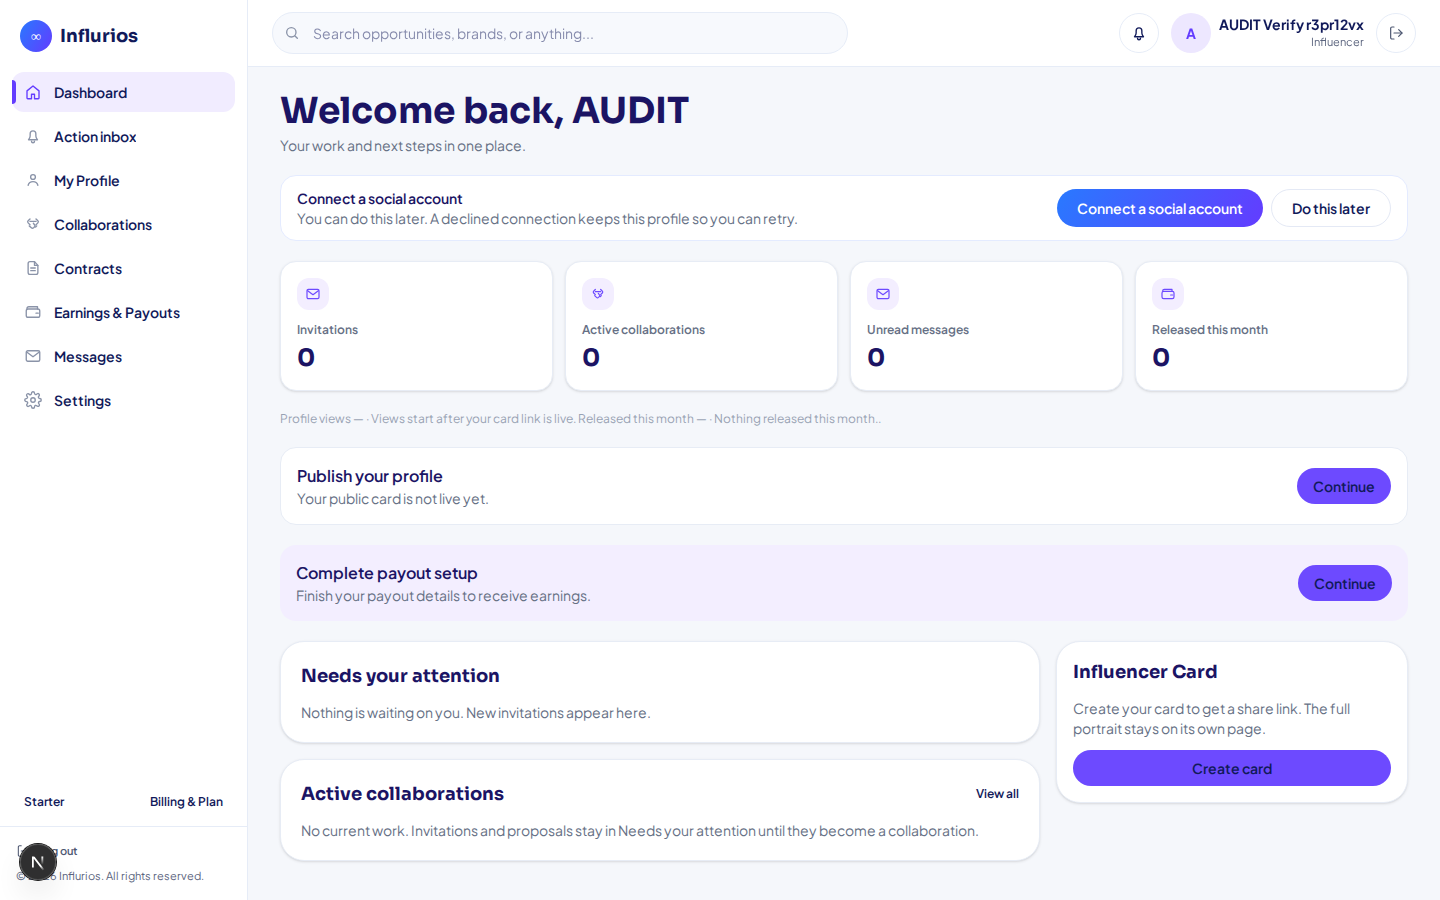 Influrios
Search opportunities, brands, or anything...
A
AUDIT Verify r3pr12vx
Influencer
Dashboard
Action inbox
My Profile
Collaborations
Contracts
Earnings & Payouts
Messages
Settings
Starter
Billing & Plan
out
Influrios. All rights reserved.
N
Welcome back, AUDIT
Your work and next steps in one place.
Connect a social account
You can do this later. A declined connection keeps this profile so you can retry.
Connect a social account
Do this later
Invitations
0
Active collaborations
0
Unread messages
0
Released this month
0
Profile views — · Views start after your card link is live. Released this month — · Nothing released this month..
Publish your profile
Your public card is not live yet.
Continue
Complete payout setup
Finish your payout details to receive earnings.
Continue
Needs your attention
Nothing is waiting on you. New invitations appear here.
Active collaborations
View all
No current work. Invitations and proposals stay in Needs your attention until they become a collaboration.
Influencer Card
Create your card to get a share link. The full
portrait stays on its own page.
Create card